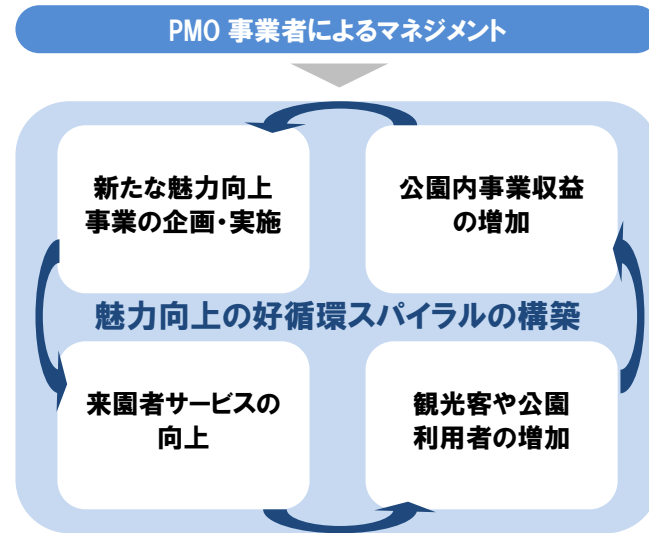 PMO 事業者によるマネジメント
新たな魅力向上
事業の企画・実施
公園内事業収益
の増加
魅力向上の好循環スパイラルの構築
来園者サービスの
向上
観光客や公園
利用者の増加